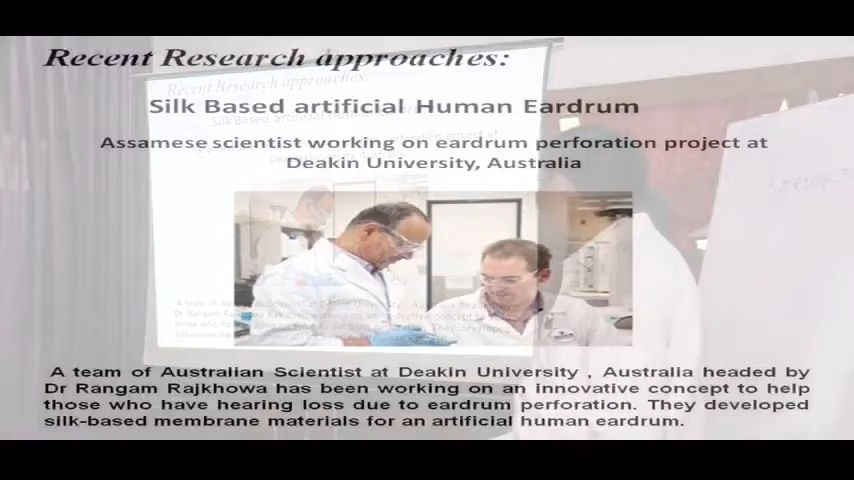 Recent Research approaches:
Silk Based artificial Human Eardrum
Assamese scientist working on eardrum perforation project at
Deakin University, Australia
A team of Australian Scientist at Deakin University , Australia headed by
Dr Rangam Rajkhowa has been working on an innovative concept to help
those who have hearing loss due to eardrum perforation. They developed
silk-based membrane materials for an artificial human eardrum.